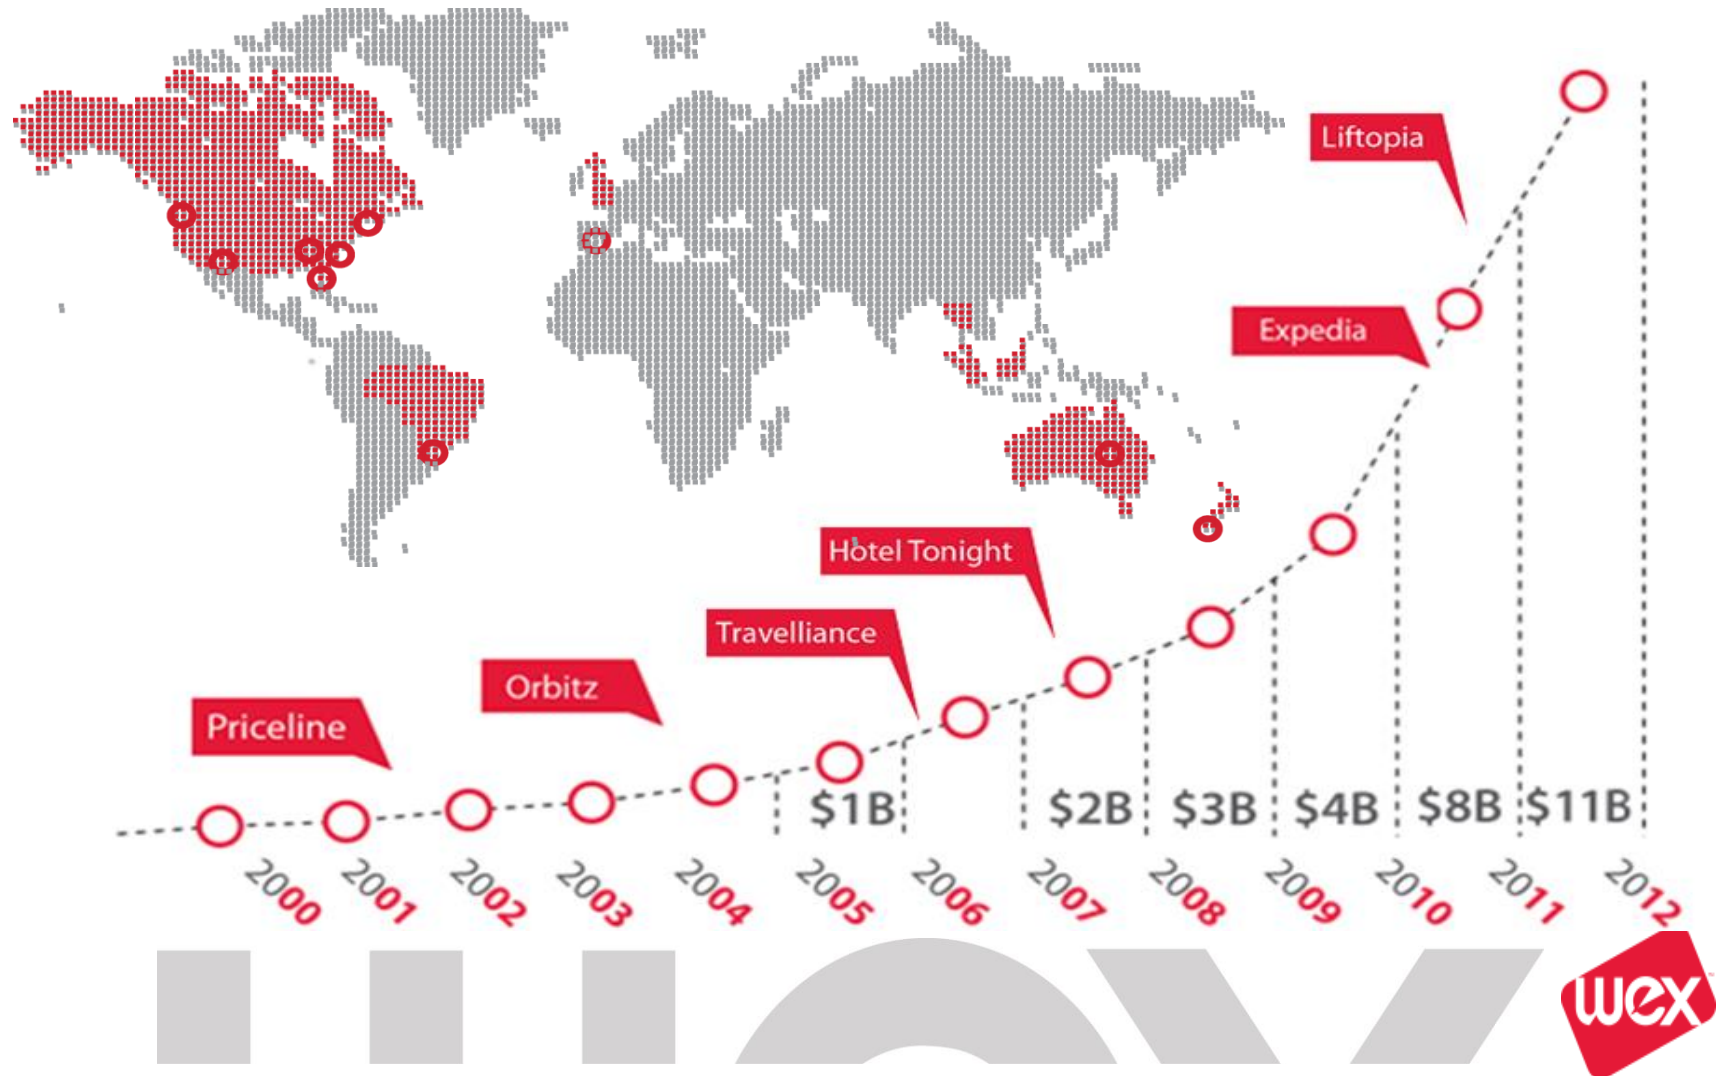 Liftopia
Expedia
Hotel Tonight
Travelliance
Orbitz
Priceline
$1B $2B $3B $4B $8B $11B
2000 2001 2002 2003 2004 2005 2006 2007 2008 2009 2010 2011 2012
wex